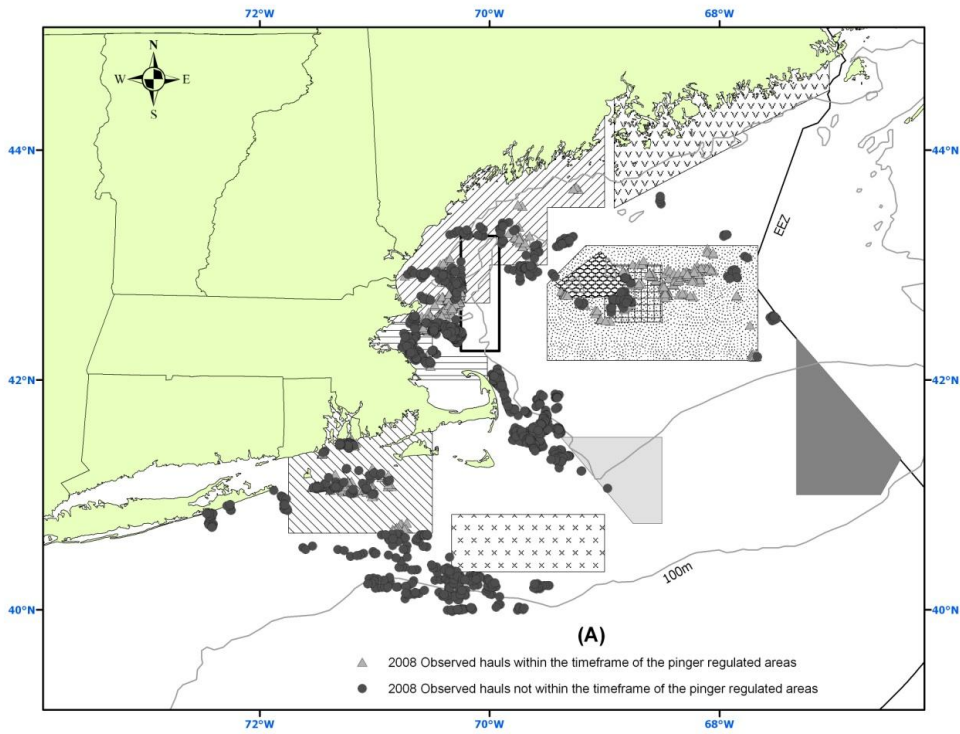 72°W 70°W 68°W
N
W E
S
44°N 44°N
EEZ
42°N 42°N
100m
40°N 40°N
(A)
2008 Observed hauls within the timeframe of the pinger regulated areas
2008 Observed hauls not within the timeframe of the pinger regulated areas
72°W 70°W 68°W